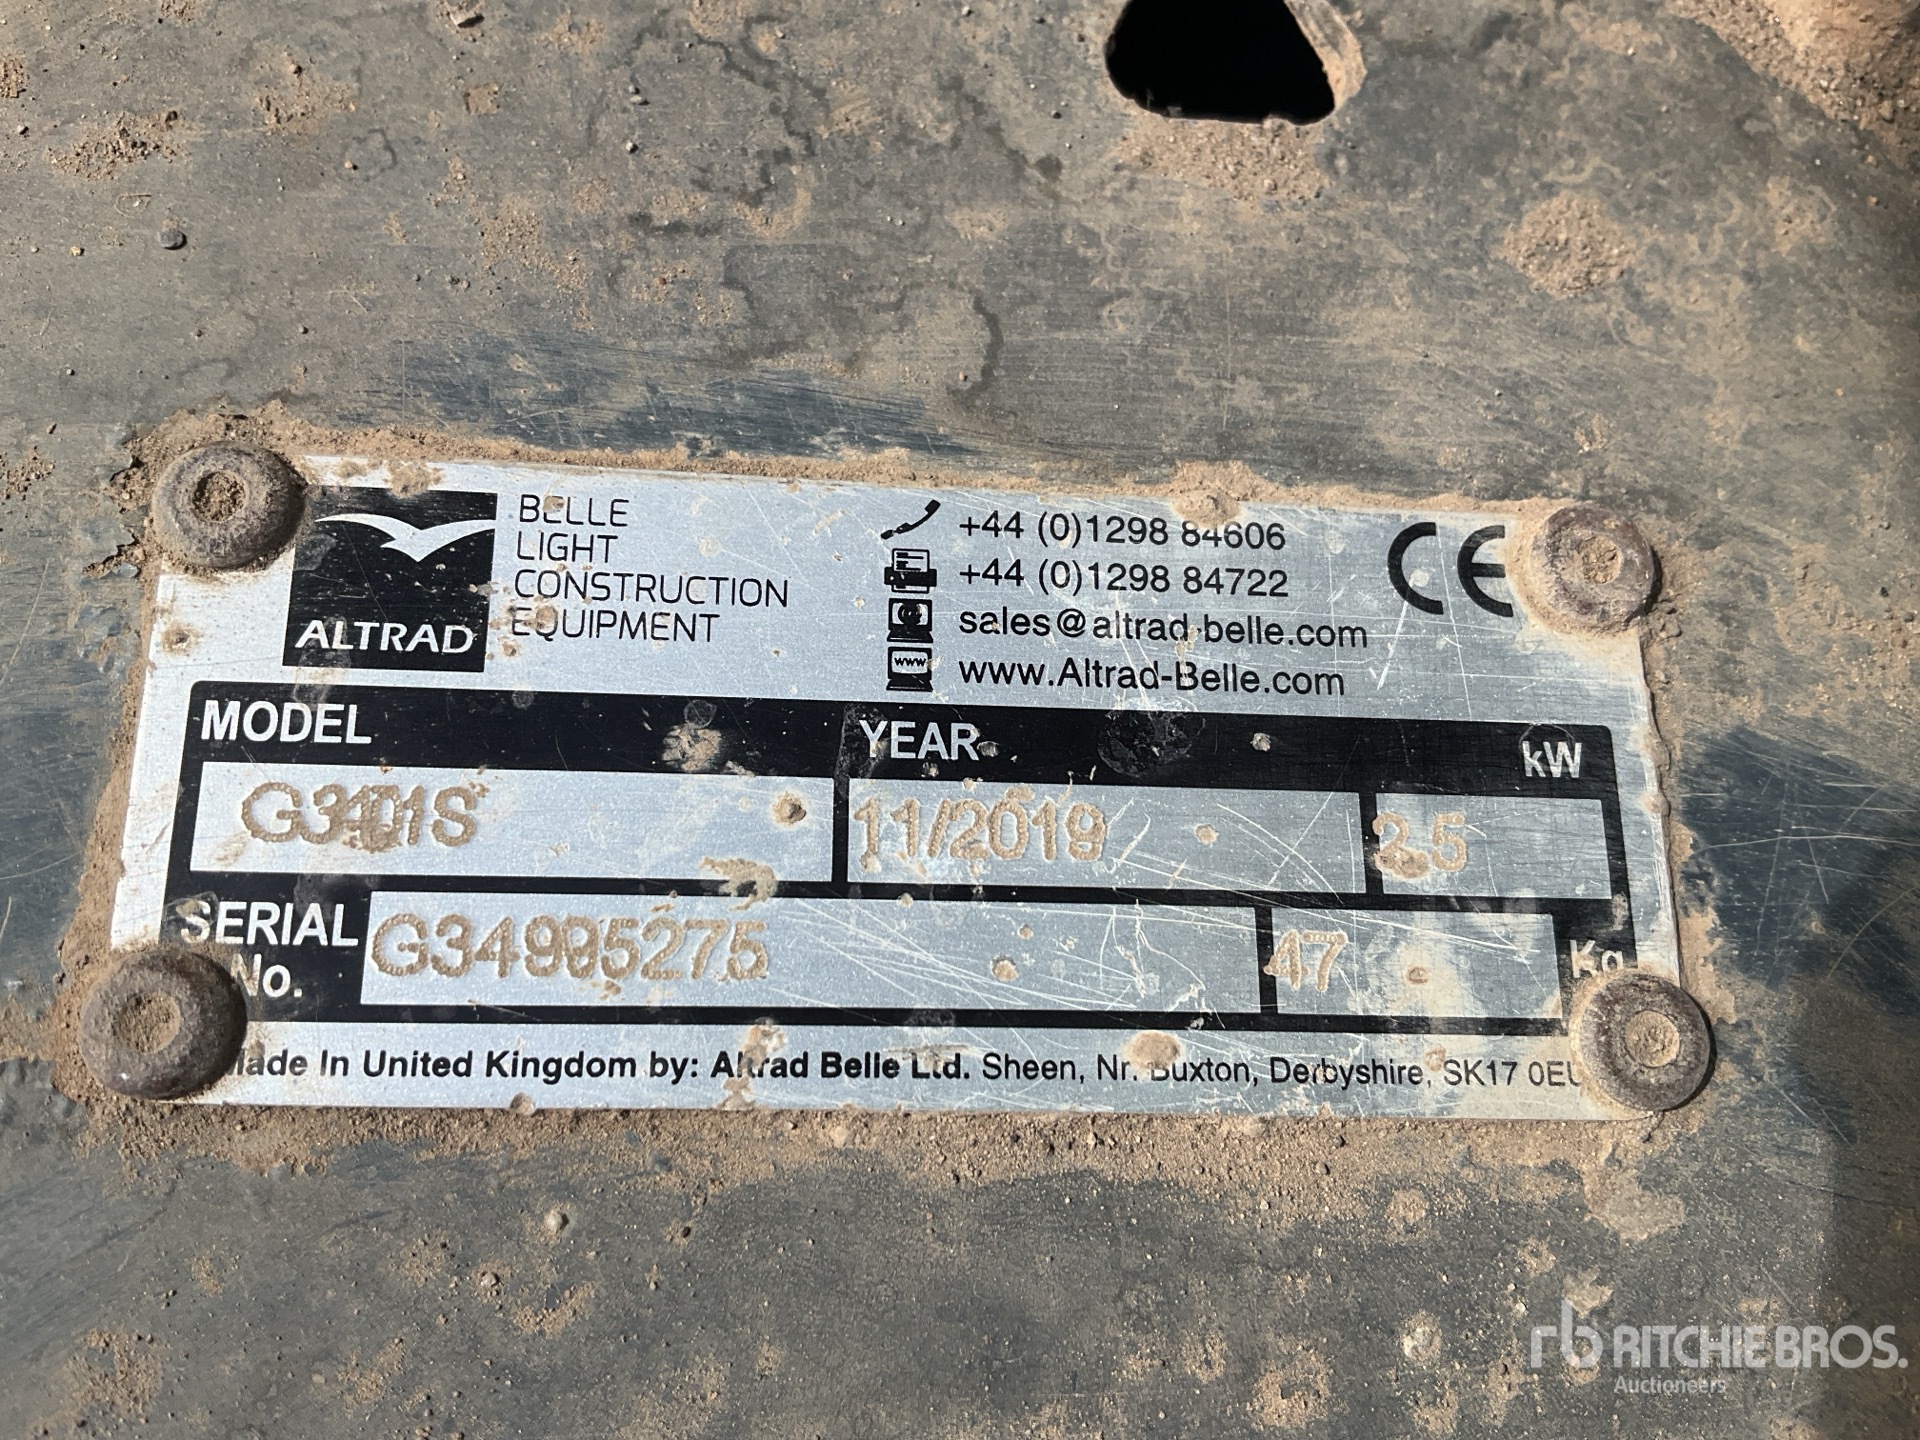 ALTRAD
BELLE
LIGHT
CONSTRUCTION
EQUIPMENT
+44 (0)1298 84606
+44 (0)1298 84722
sales@altrad-belle.com
www
www.Altrad-Belle.com
CE
MODEL YEAR kW
11/2019 2.5
SERIAL
No.
47 Kg
Made In United Kingdom by: Altrad Belle Ltd. Sheen, Nr. Buxton, Derbyshire, SK17 0EU
rb RITCHIE BROS.
Auctioneers